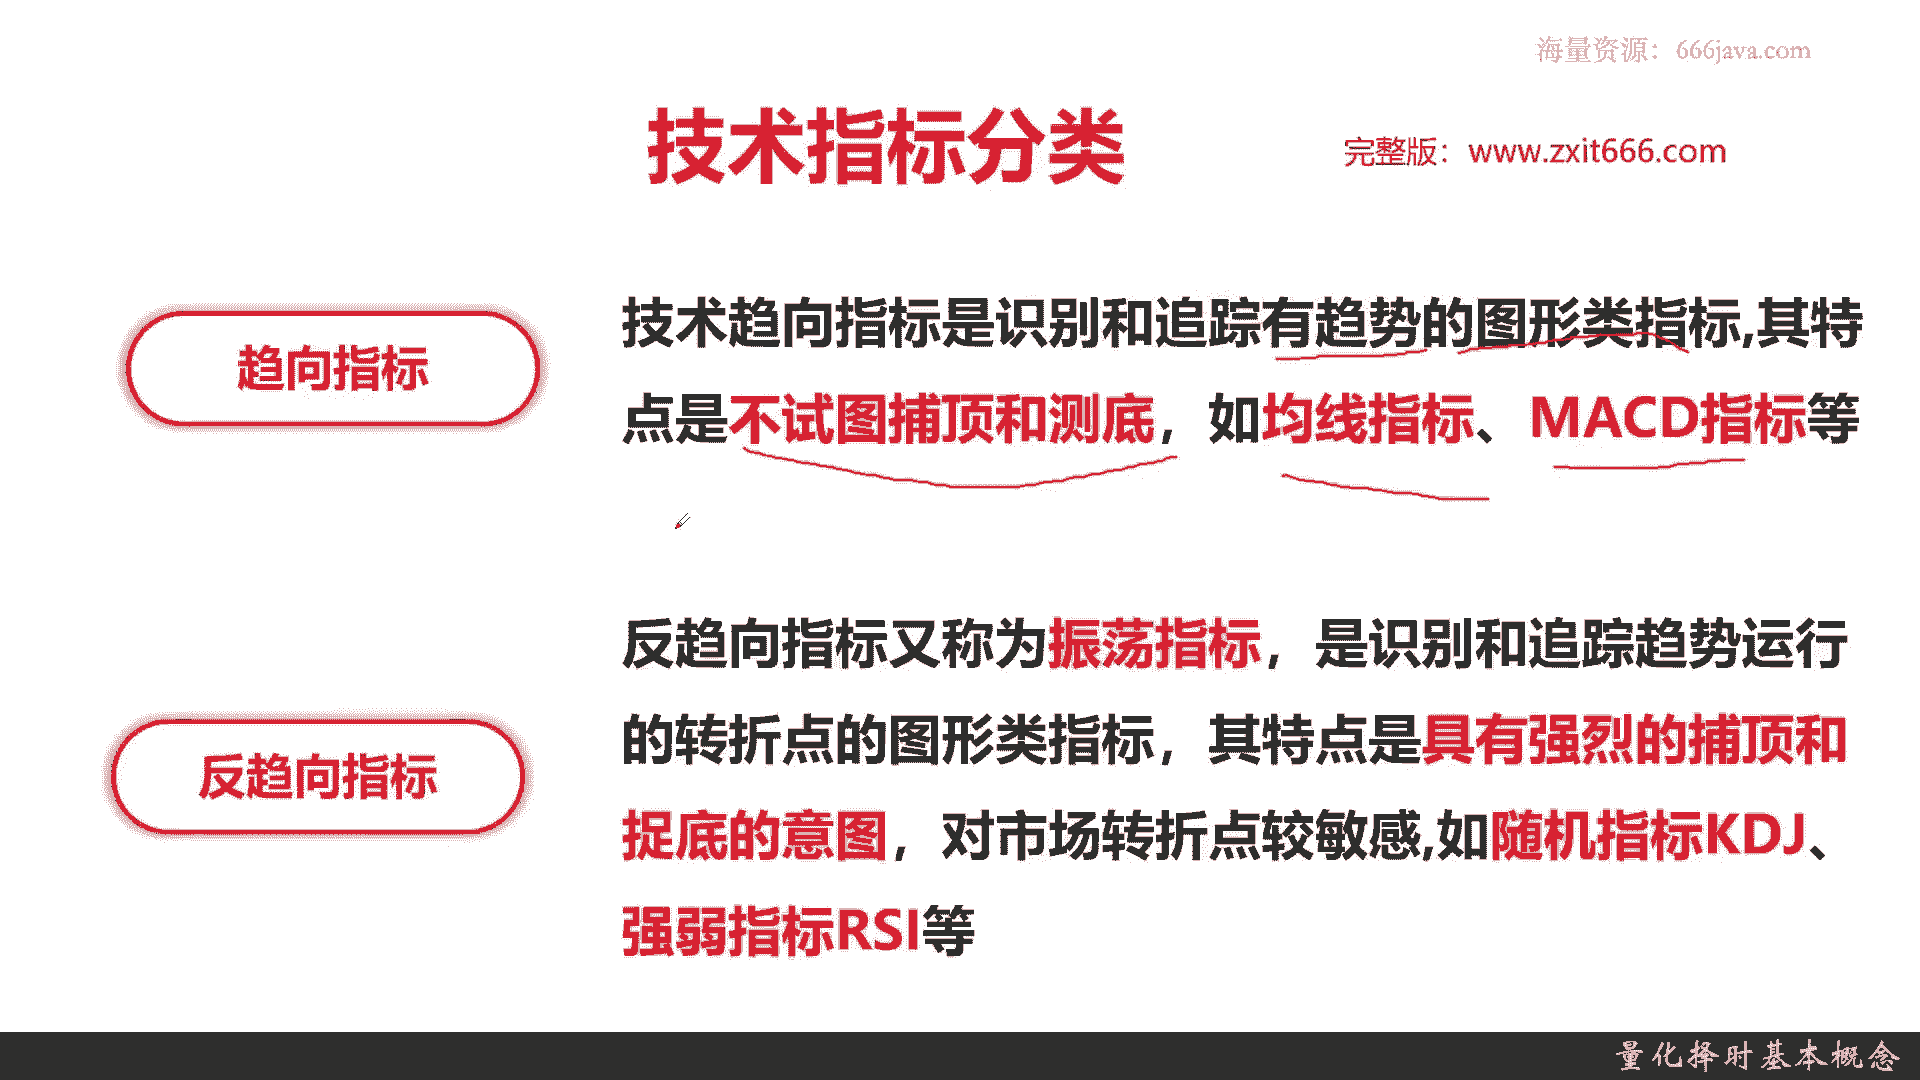 海量资源：666java.com
技术指标分类
完整版：www.zxit666.com
趋向指标
技术趋向指标是识别和追踪有趋势的图形类指标,其特
点是不试图捕顶和测底，如均线指标、MACD指标等
反趋向指标
反趋向指标又称为振荡指标，是识别和追踪趋势运行
的转折点的图形类指标，其特点是具有强烈的捕顶和
捉底的意图，对市场转折点较敏感,如随机指标KDJ、
强弱指标RSI等
量化择时基本概念